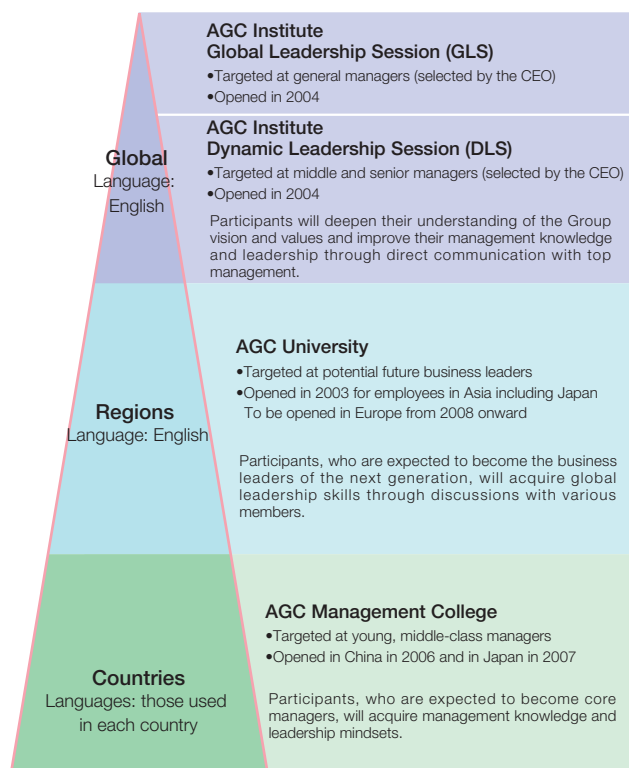 AGC Institute
Global Leadership Session (GLS)
•Targeted at general managers (selected by the CEO)
•Opened in 2004
AGC Institute
Dynamic Leadership Session (DLS)
•Targeted at middle and senior managers (selected by the CEO)
•Opened in 2004
Participants will deepen their understanding of the Group
vision and values and improve their management knowledge
and leadership through direct communication with top
management.
Global
Language:
English
AGC University
•Targeted at potential future business leaders
•Opened in 2003 for employees in Asia including Japan
To be opened in Europe from 2008 onward
Participants, who are expected to become the business
leaders of the next generation, will acquire global
leadership skills through discussions with various
members.
Regions
Language: English
AGC Management College
•Targeted at young, middle-class managers
•Opened in China in 2006 and in Japan in 2007
Participants, who are expected to become core
managers, will acquire management knowledge and
leadership mindsets.
Countries
Languages: those used
in each country